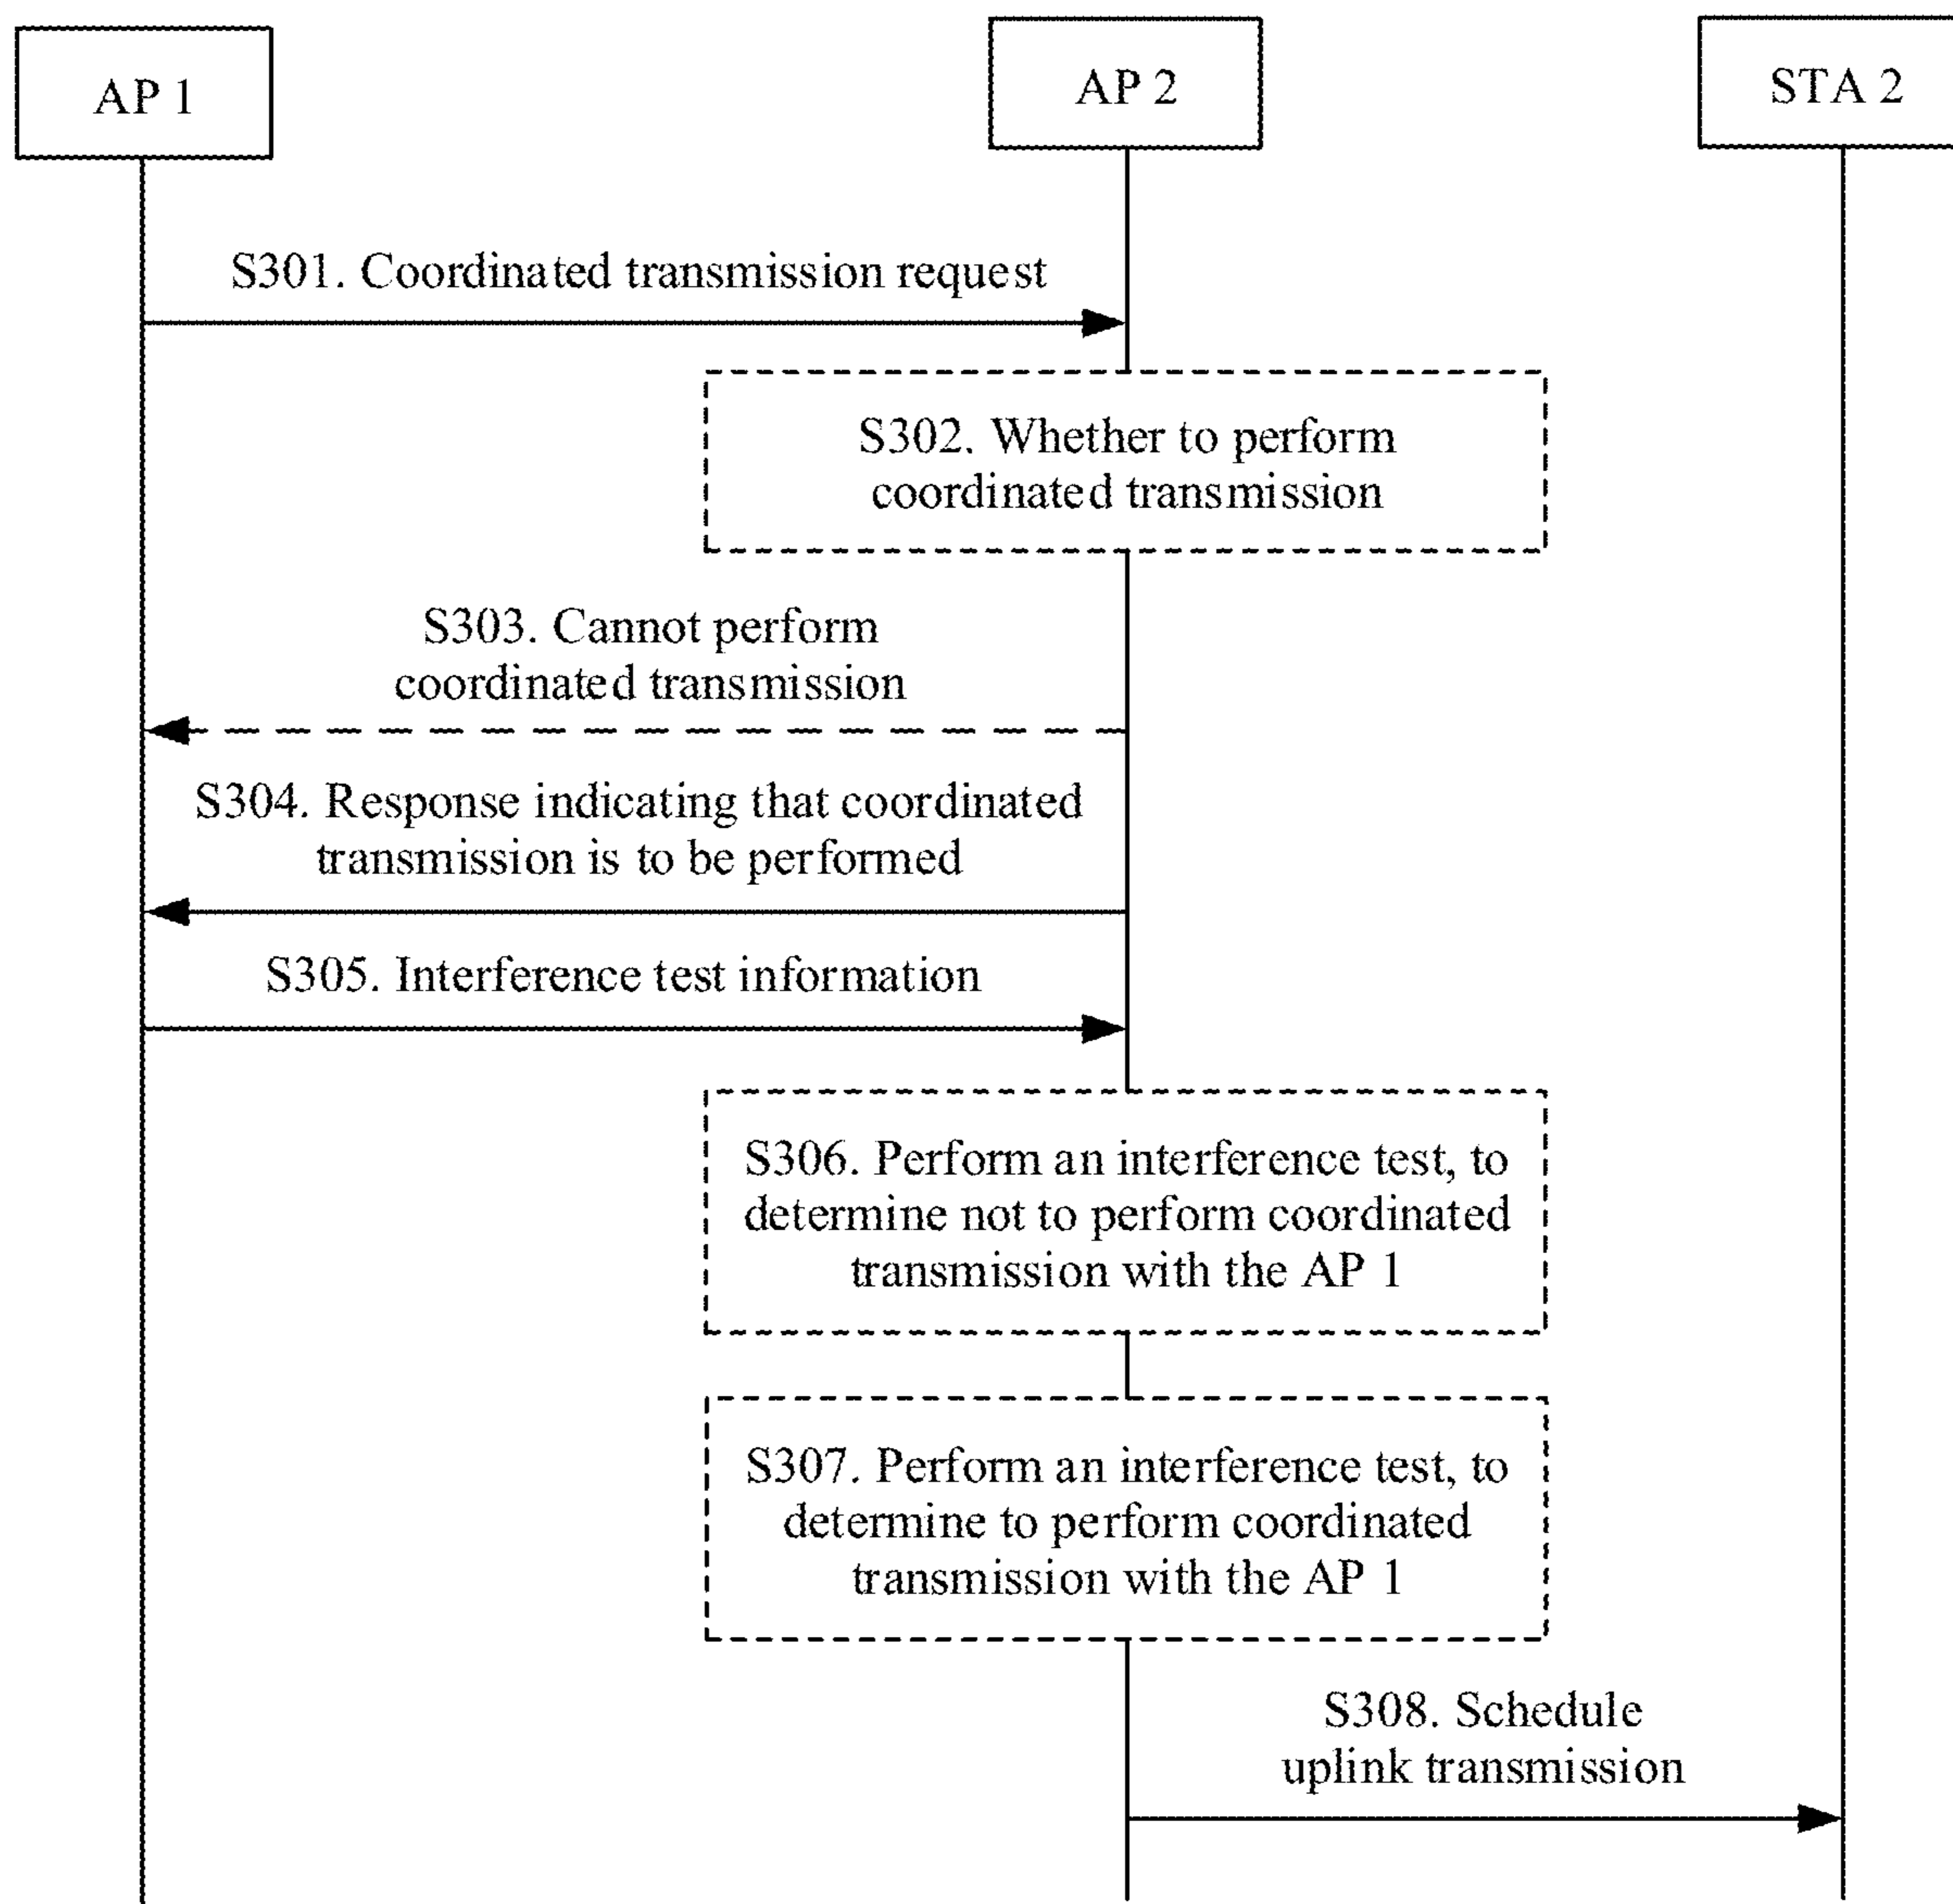 AP 1
AP 2
STA 2
S301. Coordinated transmission request
S302. Whether to perform
coordinated transmission
S303. Cannot perform
coordinated transmission
S304. Response indicating that coordinated
transmission is to be performed
S305. Interference test information
S306. Perform an interference test, to
determine not to perform coordinated
transmission with the AP 1
S307. Perform an interference test, to
determine to perform coordinated
transmission with the AP 1
S308. Schedule
uplink transmission